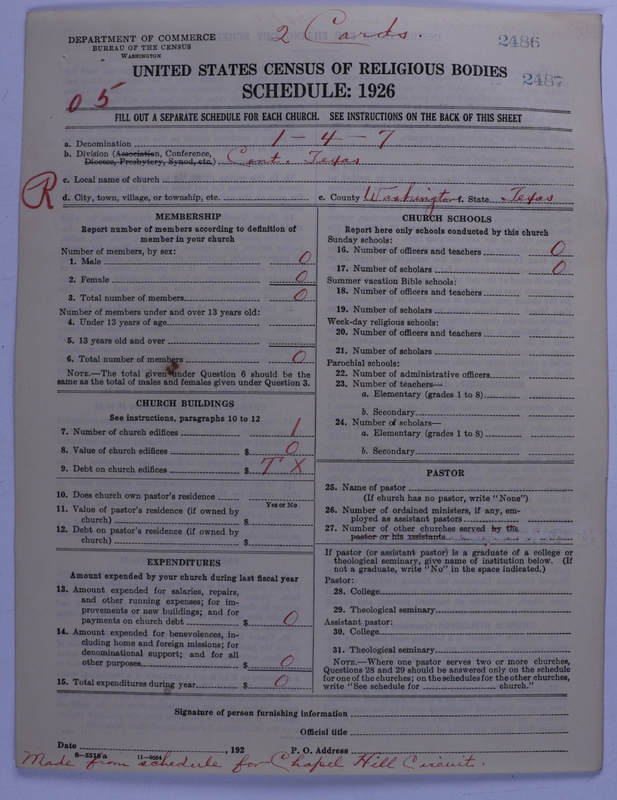 DEPARTMENT OF COMMERCE
BUREAU OF THE CENSUS
WASHINGTON
2 Cards.
2486
2487
UNITED STATES CENSUS OF RELIGIOUS BODIES
SCHEDULE: 1926
05
FILL OUT A SEPARATE SCHEDULE FOR EACH CHURCH. SEE INSTRUCTIONS ON THE BACK OF THIS SHEET
a. Denomination 1-4-7
b. Division (Association, Conference,
Diocese, Presbytery, Synod, etc.) Cent. Texas
c. Local name of church
R
d. City, town, village, or township, etc. e. County Washington f. State Texas
MEMBERSHIP
Report number of members according to definition of
member in your church
Number of members, by sex:
1. Male 0
2. Female 0
3. Total number of members 0
Number of members under and over 13 years old:
4. Under 13 years of age
5. 13 years old and over
6. Total number of members 0
NOTE.—The total given under Question 6 should be the
same as the total of males and females given under Question 3.
CHURCH BUILDINGS
See instructions, paragraphs 10 to 12
7. Number of church edifices 1
8. Value of church edifices $ 0
9. Debt on church edifices $ T X
10. Does church own pastor's residence
Yes or No
11. Value of pastor's residence (if owned by
church) $
12. Debt on pastor's residence (if owned by
church) $
EXPENDITURES
Amount expended by your church during last fiscal year
13. Amount expended for salaries, repairs,
and other running expenses; for im-
provements or new buildings; and for
payments on church debt $ 0
14. Amount expended for benevolences, in-
cluding home and foreign missions; for
denominational support; and for all
other purposes $ 0
15. Total expenditures during year $ 0
CHURCH SCHOOLS
Report here only schools conducted by this church
Sunday schools:
16. Number of officers and teachers 0
17. Number of scholars 0
Summer vacation Bible schools:
18. Number of officers and teachers
19. Number of scholars
Week-day religious schools:
20. Number of officers and teachers
21. Number of scholars
Parochial schools:
22. Number of administrative officers
23. Number of teachers—
a. Elementary (grades 1 to 8)
b. Secondary
24. Number of scholars—
a. Elementary (grades 1 to 8)
b. Secondary
PASTOR
25. Name of pastor
(If church has no pastor, write "None")
26. Number of ordained ministers, if any, em-
ployed as assistant pastors
27. Number of other churches served by the
pastor or his assistants
If pastor (or assistant pastor) is a graduate of a college or
theological seminary, give name of institution below. (If
not a graduate, write "No" in the space indicated.)
Pastor:
28. College
29. Theological seminary
Assistant pastor:
30. College
31. Theological seminary
NOTE.—Where one pastor serves two or more churches,
Questions 28 and 29 should be answered only on the schedule
for one of the churches; on the schedules for the other churches,
write "See schedule for church."
Signature of person furnishing information
Official title
Date , 192 P. O. Address
8-5516a 11-9054
Made from schedule for Chapel Hill Circuit.